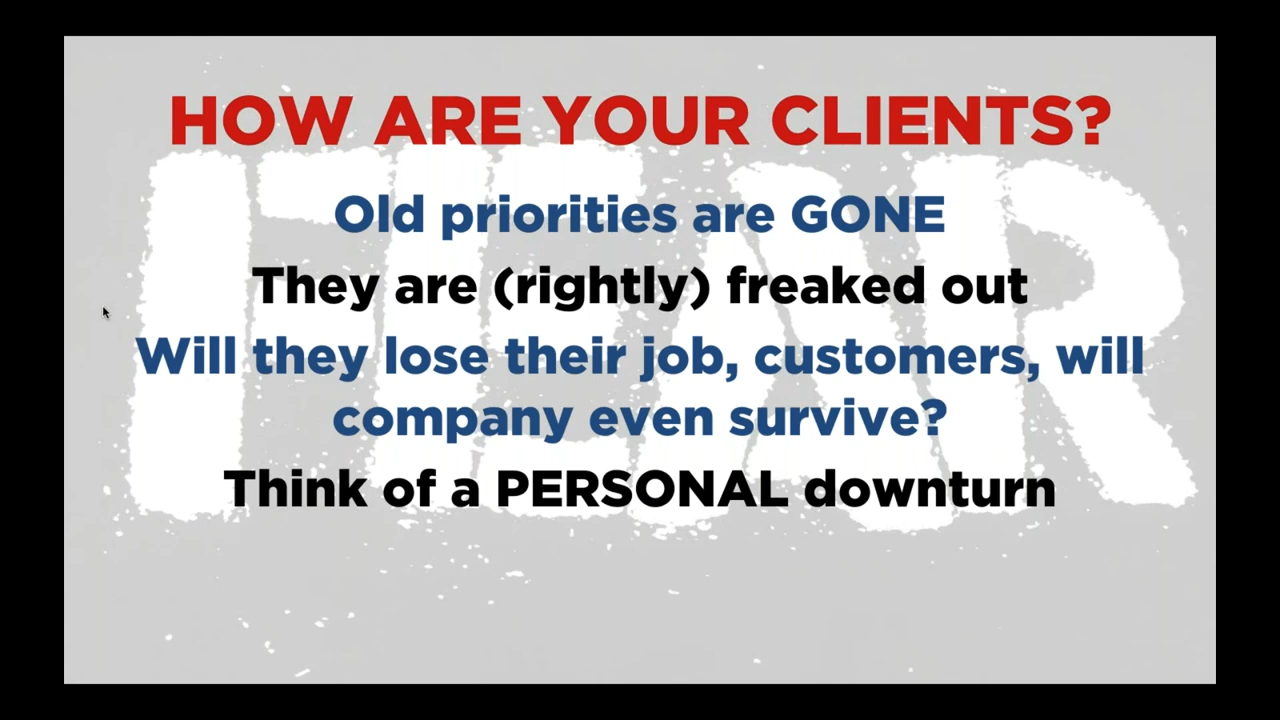 HOW ARE YOUR CLIENTS?
Old priorities are GONE
They are (rightly) freaked out
Will they lose their job, customers, will
company even survive?
Think of a PERSONAL downturn
FEAR